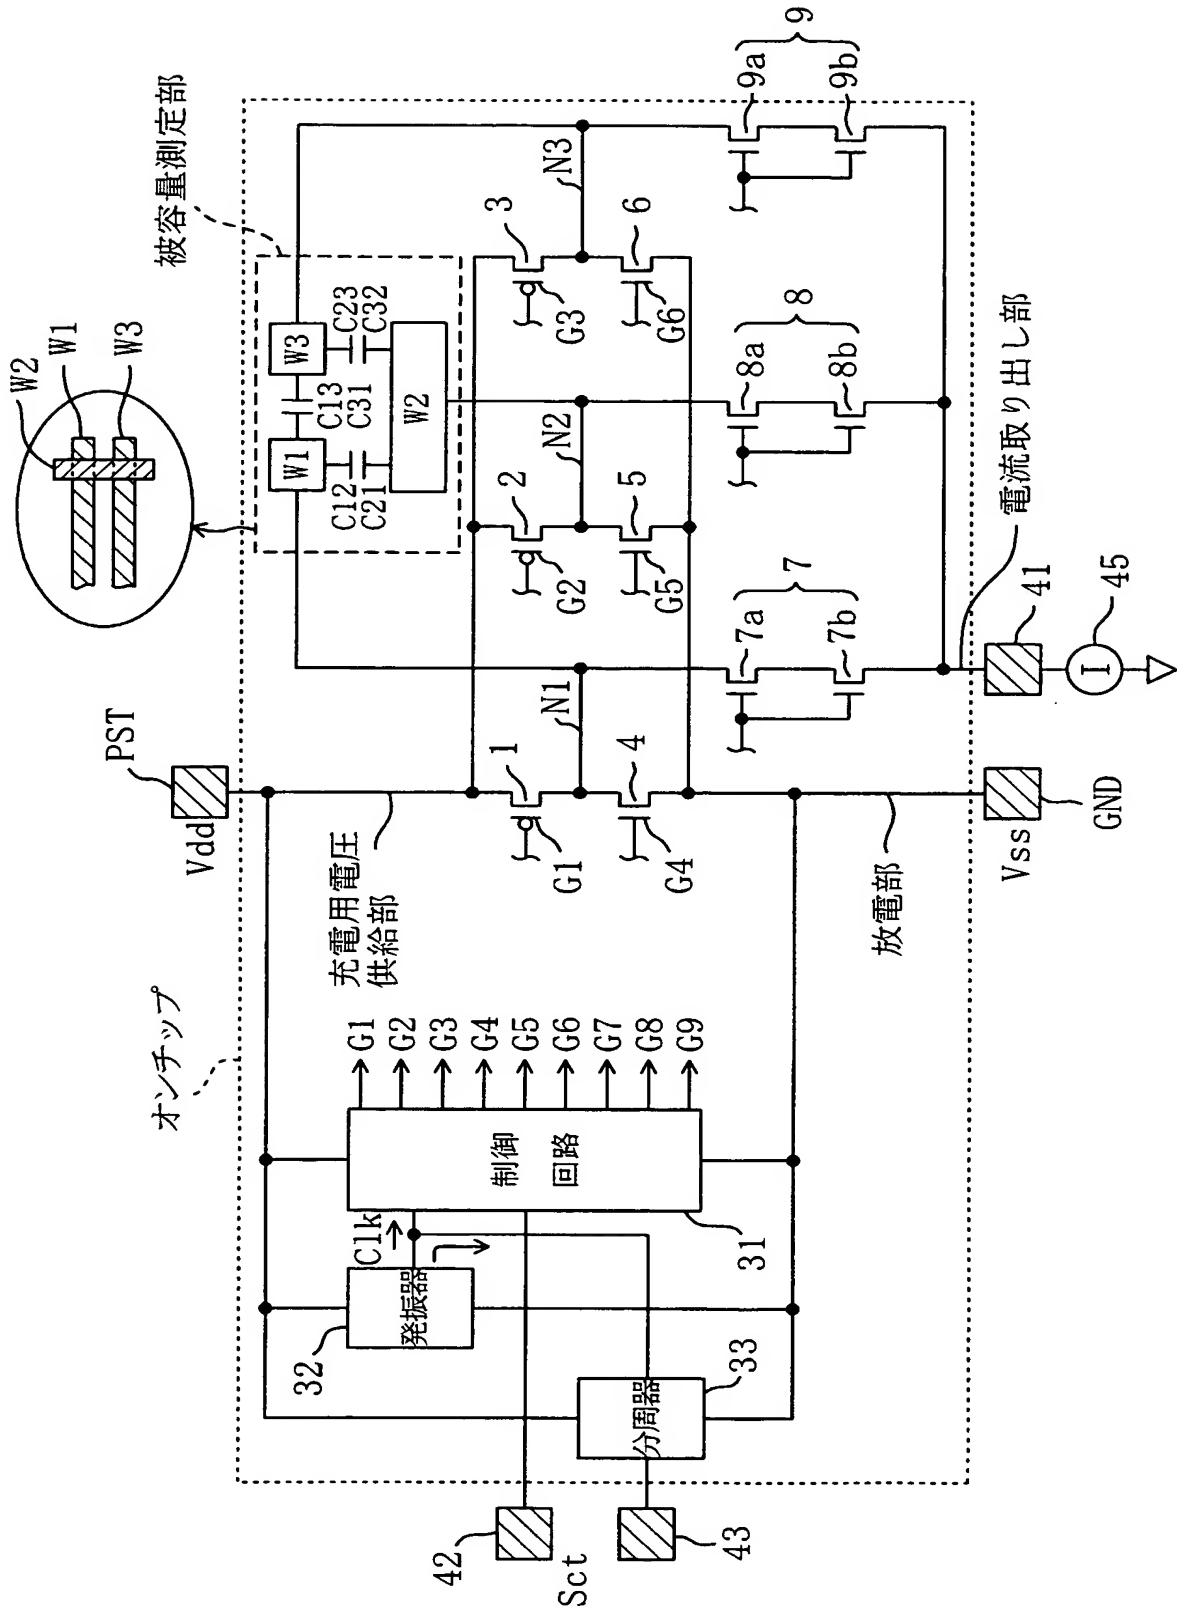 オンチップ
Vdd
PST
W2
W1
W3
被容量測定部
充電用電圧
供給部
32
発振器
Clk
制御
回路
31
G1
G2
G3
G4
G5
G6
G7
G8
G9
分周器
33
42
Sct
43
W1
W3
W2
C12
C21
C13
C31
C23
C32
1
G1
N1
4
G4
2
G2
N2
5
G5
3
G3
N3
6
G6
7a
7b
7
8a
8b
8
9a
9b
9
放電部
Vss
GND
電流取り出し部
41
I
45